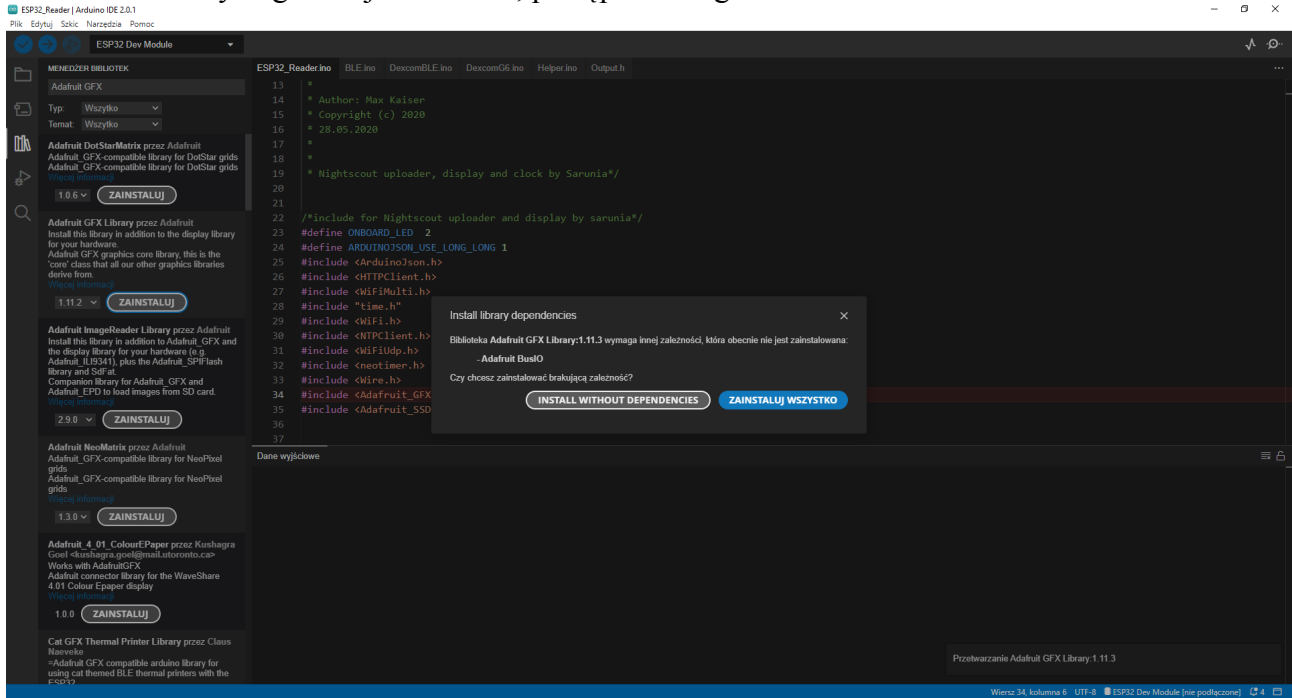 ESP32_Reader | Arduino IDE 2.0.1
Plik Edytuj Szkic Narzędzia Pomoc
ESP32 Dev Module
MENEDŻER BIBLIOTEK
Adafruit GFX
Typ: Wszytko
Temat: Wszytko
Adafruit DotStarMatrix przez Adafruit
Adafruit_GFX-compatible library for DotStar grids
Adafruit_GFX-compatible library for DotStar grids
Więcej informacji
1.0.6 ZAINSTALUJ
Adafruit GFX Library przez Adafruit
Install this library in addition to the display library
for your hardware.
Adafruit GFX graphics core library, this is the
'core' class that all our other graphics libraries
derive from.
Więcej informacji
1.11.2 ZAINSTALUJ
Adafruit ImageReader Library przez Adafruit
Install this library in addition to Adafruit_GFX and
the display library for your hardware (e.g.
Adafruit_ILI9341), plus the Adafruit_SPIFlash
library and SdFat.
Companion library for Adafruit_GFX and
Adafruit_EPD to load images from SD card.
Więcej informacji
2.9.0 ZAINSTALUJ
Adafruit NeoMatrix przez Adafruit
Adafruit_GFX-compatible library for NeoPixel
grids
Adafruit_GFX-compatible library for NeoPixel
grids
Więcej informacji
1.3.0 ZAINSTALUJ
Adafruit_4_01_ColourEPaper przez Kushagra
Goel <kushagra.goel@mail.utoronto.ca>
Works with AdafruitGFX
Adafruit connector library for the WaveShare
4.01 Colour Epaper display
Więcej informacji
1.0.0 ZAINSTALUJ
Cat GFX Thermal Printer Library przez Claus
Naeveke
=Adafruit GFX compatible arduino library for
using cat themed BLE thermal printers with the
ESP32
ESP32_Reader.ino BLE.ino DexcomBLE.ino DexcomG6.ino Helper.ino Output.h
13 *
14 * Author: Max Kaiser
15 * Copyright (c) 2020
16 * 28.05.2020
17 *
18 *
19 * Nightscout uploader, display and clock by Sarunia*/
20
21
22 /*include for Nightscout uploader and display by sarunia*/
23 #define ONBOARD_LED 2
24 #define ARDUINOJSON_USE_LONG_LONG 1
25 #include <ArduinoJson.h>
26 #include <HTTPClient.h>
27 #include <WiFiMulti.h>
28 #include "time.h"
29 #include <WiFi.h>
30 #include <NTPClient.h>
31 #include <WiFiUdp.h>
32 #include <neotimer.h>
33 #include <Wire.h>
34 #include <Adafruit_GFX
35 #include <Adafruit_SSD
36
37
Install library dependencies
Biblioteka Adafruit GFX Library:1.11.3 wymaga innej zależności, która obecnie nie jest zainstalowana:
- Adafruit BusIO
Czy chcesz zainstalować brakującą zależność?
INSTALL WITHOUT DEPENDENCIES ZAINSTALUJ WSZYSTKO
Dane wyjściowe
Przetwarzanie Adafruit GFX Library:1.11.3
Wiersz 34, kolumna 6 UTF-8 ESP32 Dev Module [nie podłączone] 4